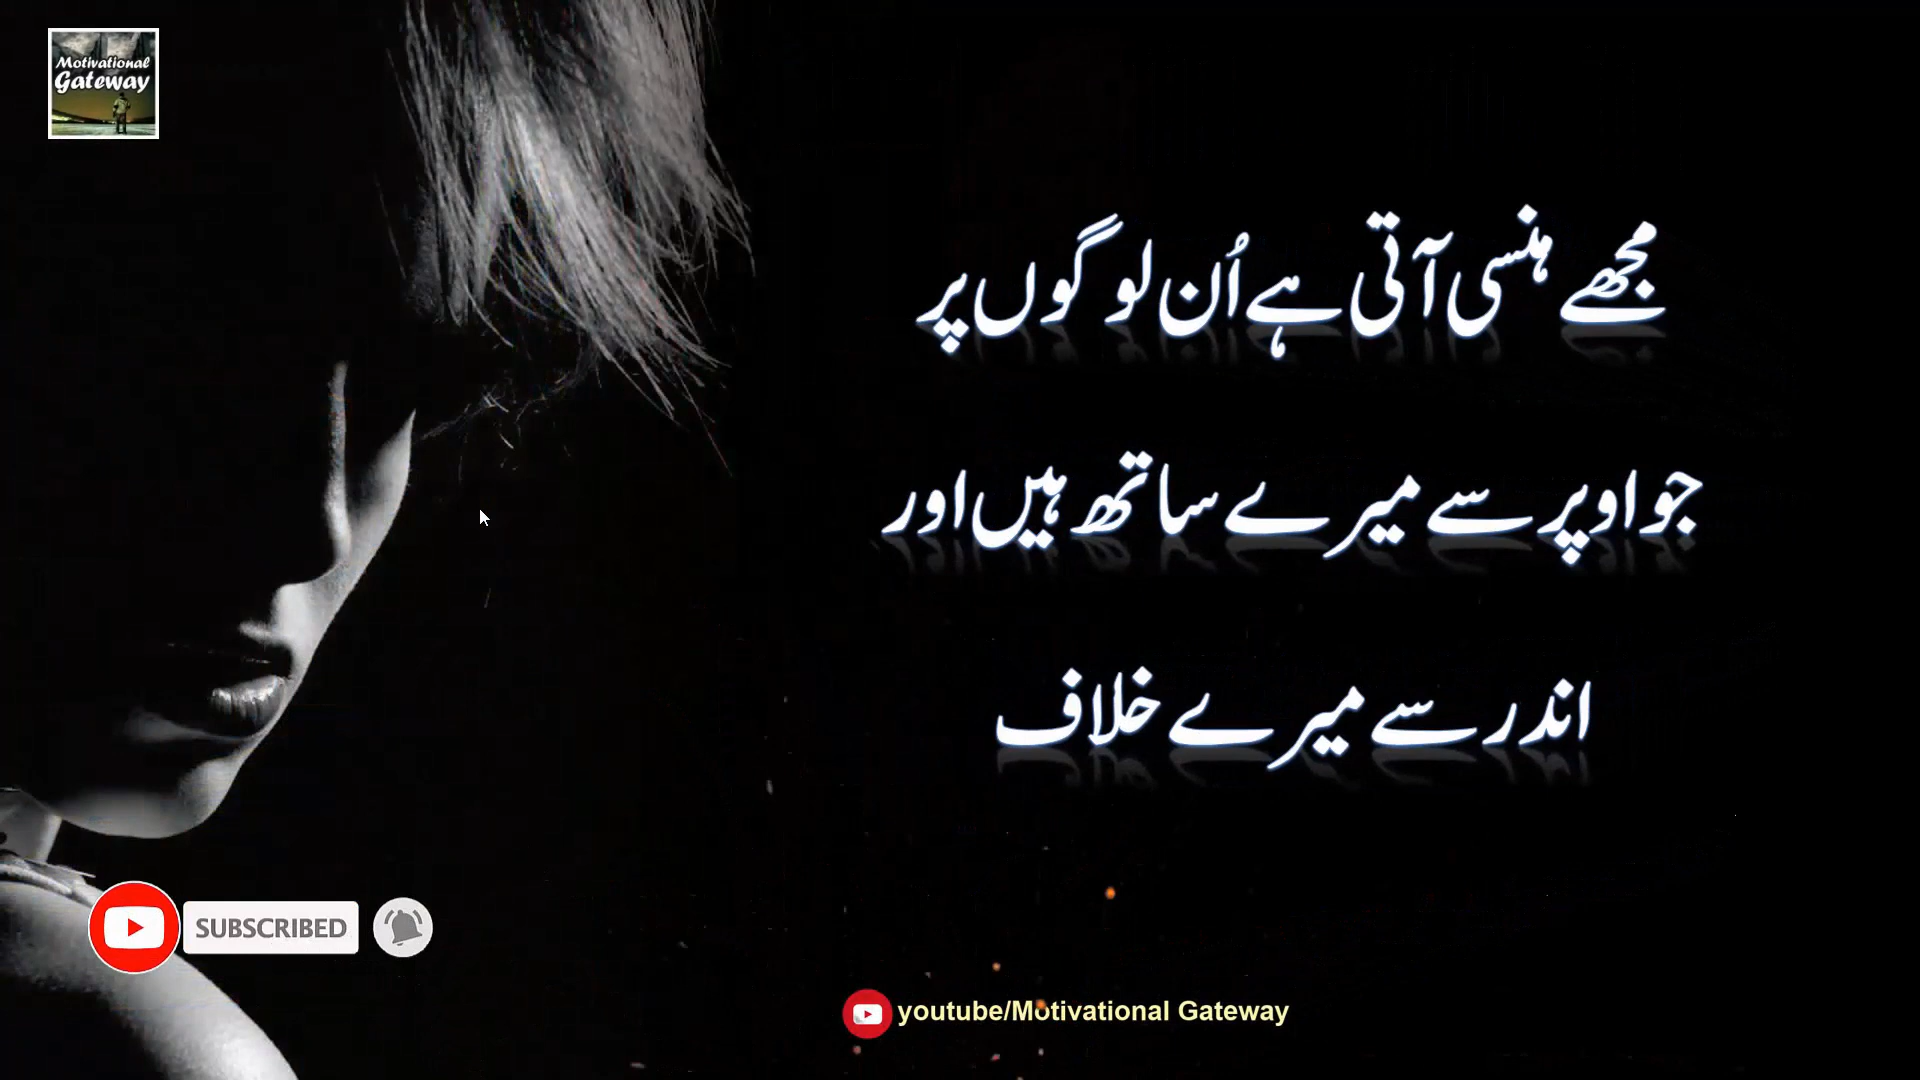 Motivational
Gateway
مجھے ہنسی آتی ہے اُن لوگوں پر
جو اوپر سے میرے ساتھ ہیں اور
اندر سے میرے خلاف
SUBSCRIBED
youtube/Motivational Gateway